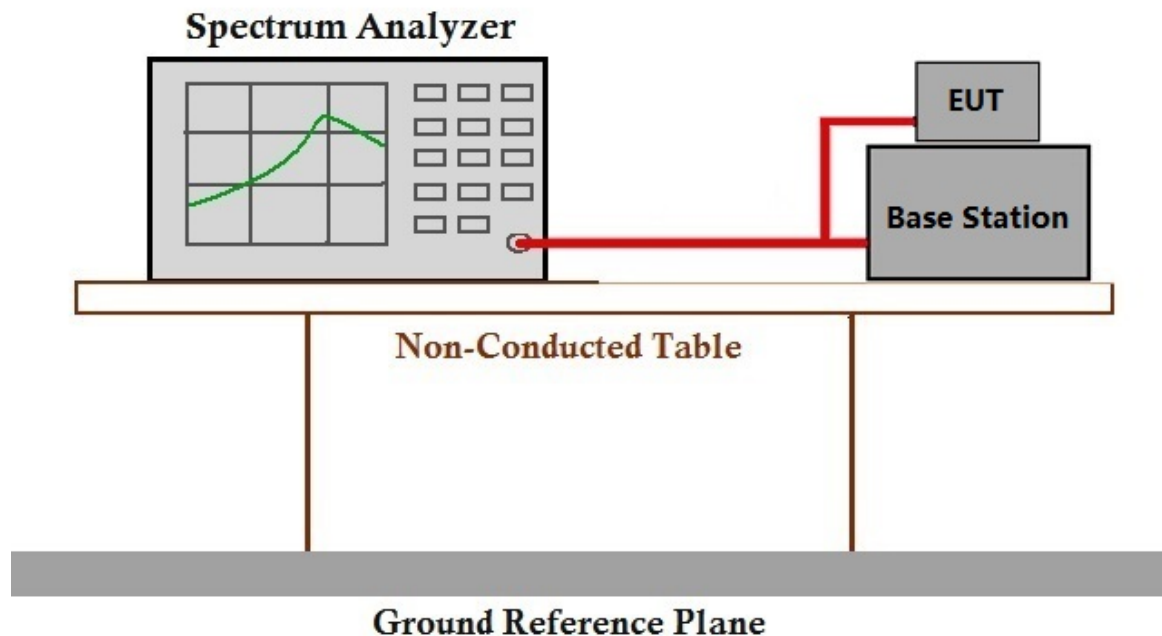 Spectrum Analyzer
EUT
Base Station
Non-Conducted Table
Ground Reference Plane